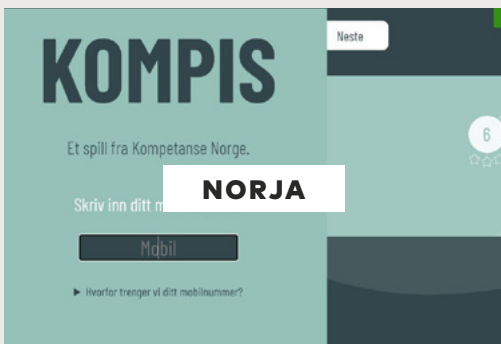 KOMPIS
Neste
Et spill fra Kompetanse Norge.
6
NORJA
Skriv inn ditt m
Mobil
► Hvorfor trenger vi ditt mobilnummer?